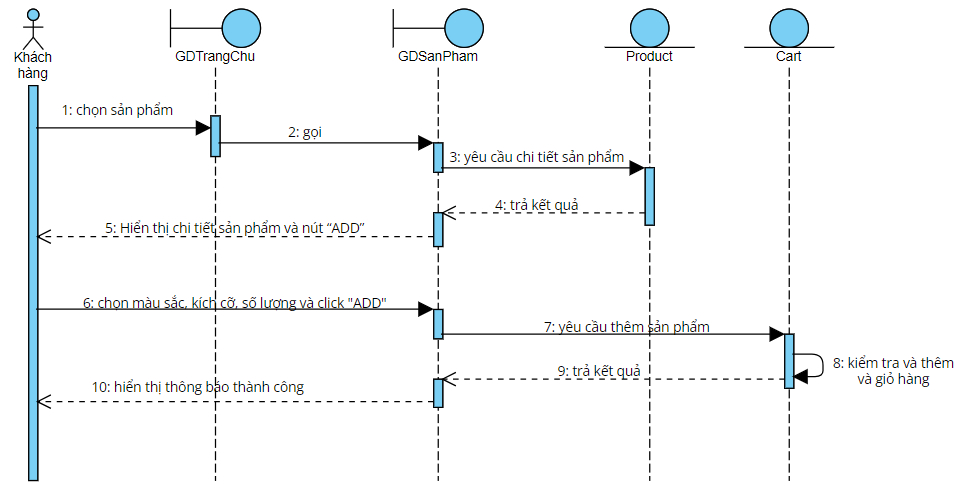 Khách
hàng
GDTrangChu
GDSanPham
Product
Cart
1: chọn sản phẩm
2: gọi
3: yêu cầu chi tiết sản phẩm
4: trả kết quả
5: Hiển thị chi tiết sản phẩm và nút “ADD”
6: chọn màu sắc, kích cỡ, số lượng và click "ADD"
7: yêu cầu thêm sản phẩm
8: kiểm tra và thêm
và giỏ hàng
9: trả kết quả
10: hiển thị thông báo thành công